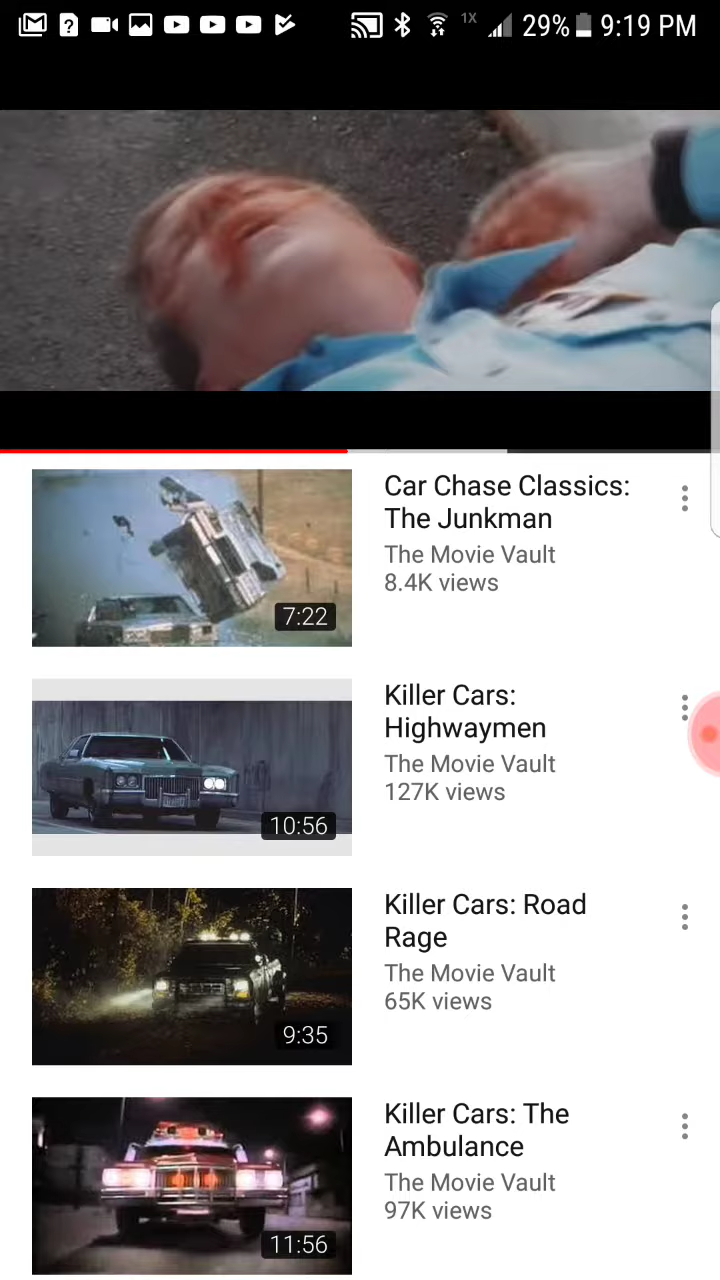 1X 29% 9:19 PM
Car Chase Classics:
The Junkman
The Movie Vault
8.4K views
7:22
Killer Cars:
Highwaymen
The Movie Vault
127K views
10:56
Killer Cars: Road
Rage
The Movie Vault
65K views
9:35
Killer Cars: The
Ambulance
The Movie Vault
97K views
11:56